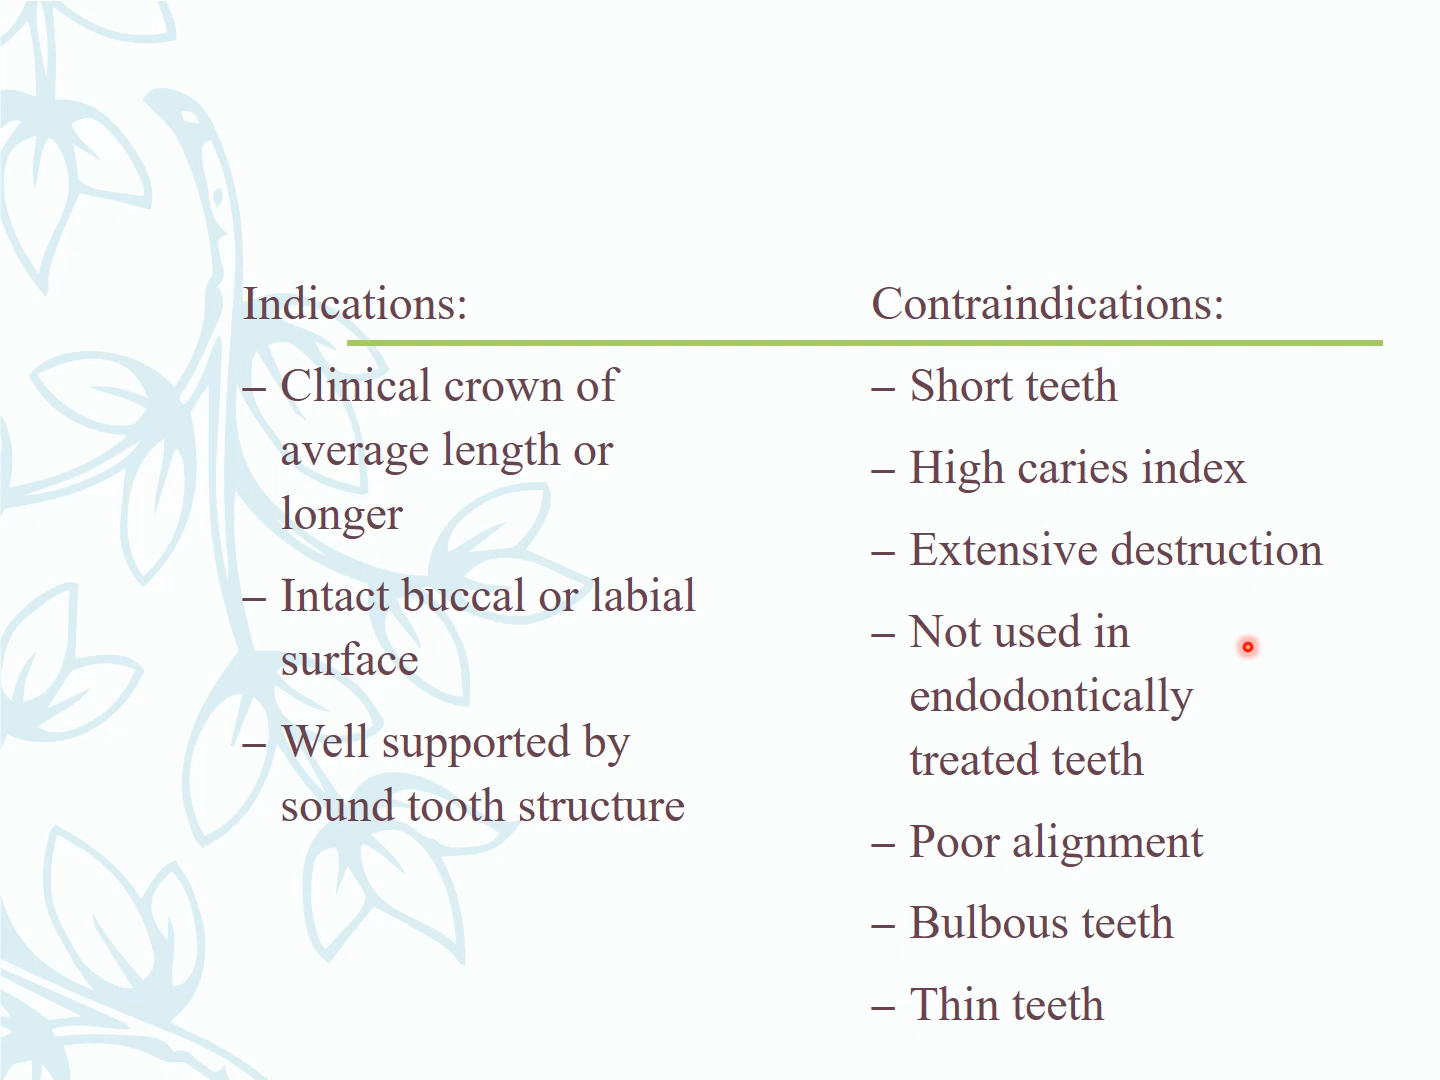 Indications:
– Clinical crown of
average length or
longer
– Intact buccal or labial
surface
– Well supported by
sound tooth structure
Contraindications:
– Short teeth
– High caries index
– Extensive destruction
– Not used in
endodontically
treated teeth
– Poor alignment
– Bulbous teeth
– Thin teeth